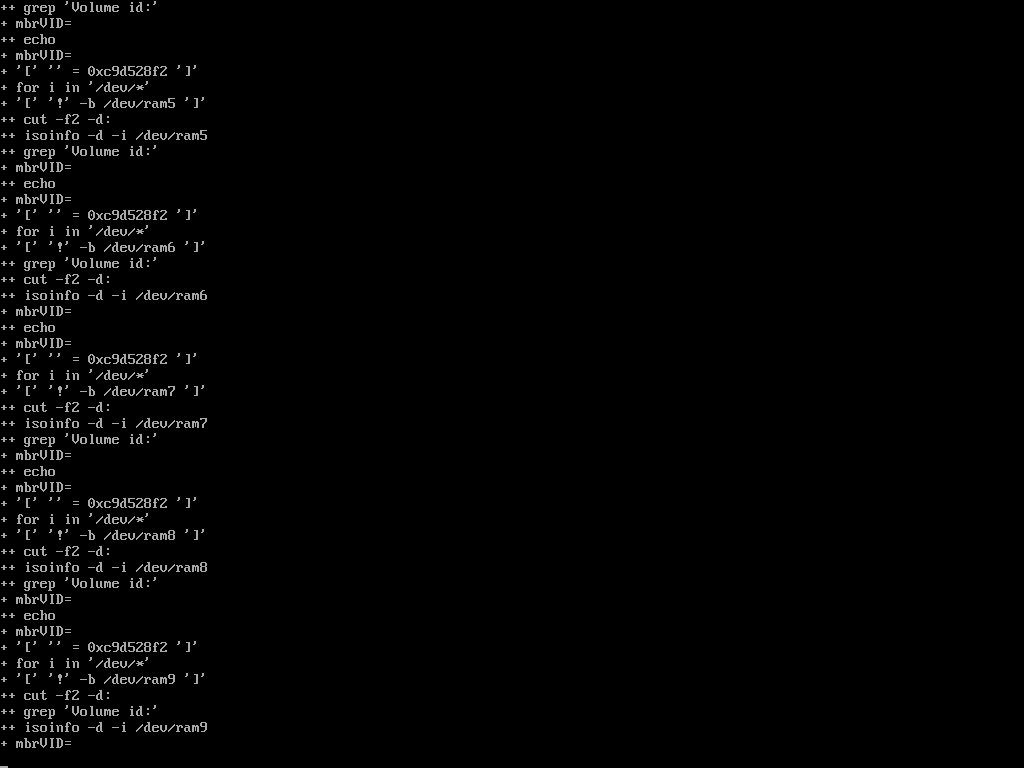 ++ grep 'Volume id:'
+ mbrVID=
++ echo
+ mbrVID=
+ '[' '' = 0xc9d528f2 ']'
+ for i in '/dev/*'
+ '[' '!' -b /dev/ram5 ']'
++ cut -f2 -d:
++ isoinfo -d -i /dev/ram5
++ grep 'Volume id:'
+ mbrVID=
++ echo
+ mbrVID=
+ '[' '' = 0xc9d528f2 ']'
+ for i in '/dev/*'
+ '[' '!' -b /dev/ram6 ']'
++ grep 'Volume id:'
++ cut -f2 -d:
++ isoinfo -d -i /dev/ram6
+ mbrVID=
++ echo
+ mbrVID=
+ '[' '' = 0xc9d528f2 ']'
+ for i in '/dev/*'
+ '[' '!' -b /dev/ram7 ']'
++ cut -f2 -d:
++ isoinfo -d -i /dev/ram7
++ grep 'Volume id:'
+ mbrVID=
++ echo
+ mbrVID=
+ '[' '' = 0xc9d528f2 ']'
+ for i in '/dev/*'
+ '[' '!' -b /dev/ram8 ']'
++ cut -f2 -d:
++ isoinfo -d -i /dev/ram8
++ grep 'Volume id:'
+ mbrVID=
++ echo
+ mbrVID=
+ '[' '' = 0xc9d528f2 ']'
+ for i in '/dev/*'
+ '[' '!' -b /dev/ram9 ']'
++ cut -f2 -d:
++ grep 'Volume id:'
++ isoinfo -d -i /dev/ram9
+ mbrVID=